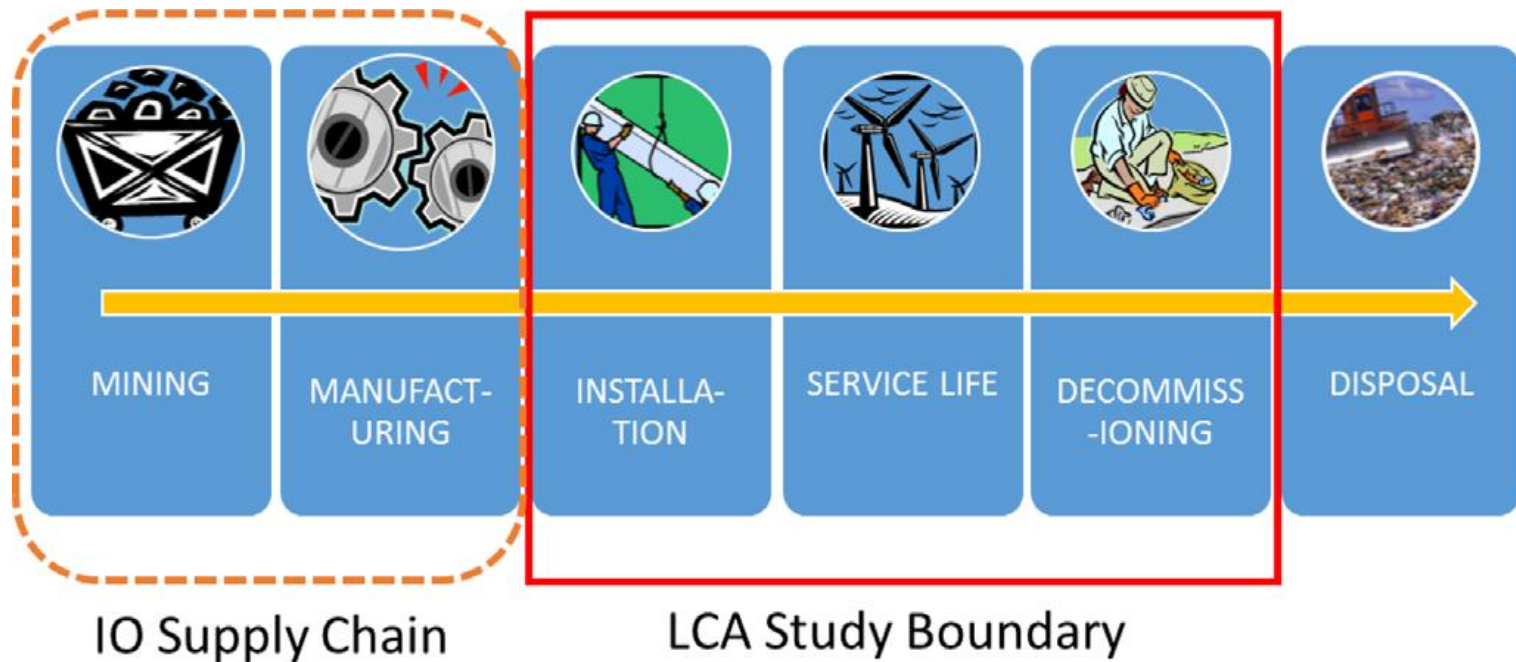 MINING
MANUFACT-
URING
INSTALLA-
TION
SERVICE LIFE
DECOMMISS
-IONING
DISPOSAL
IO Supply Chain
LCA Study Boundary